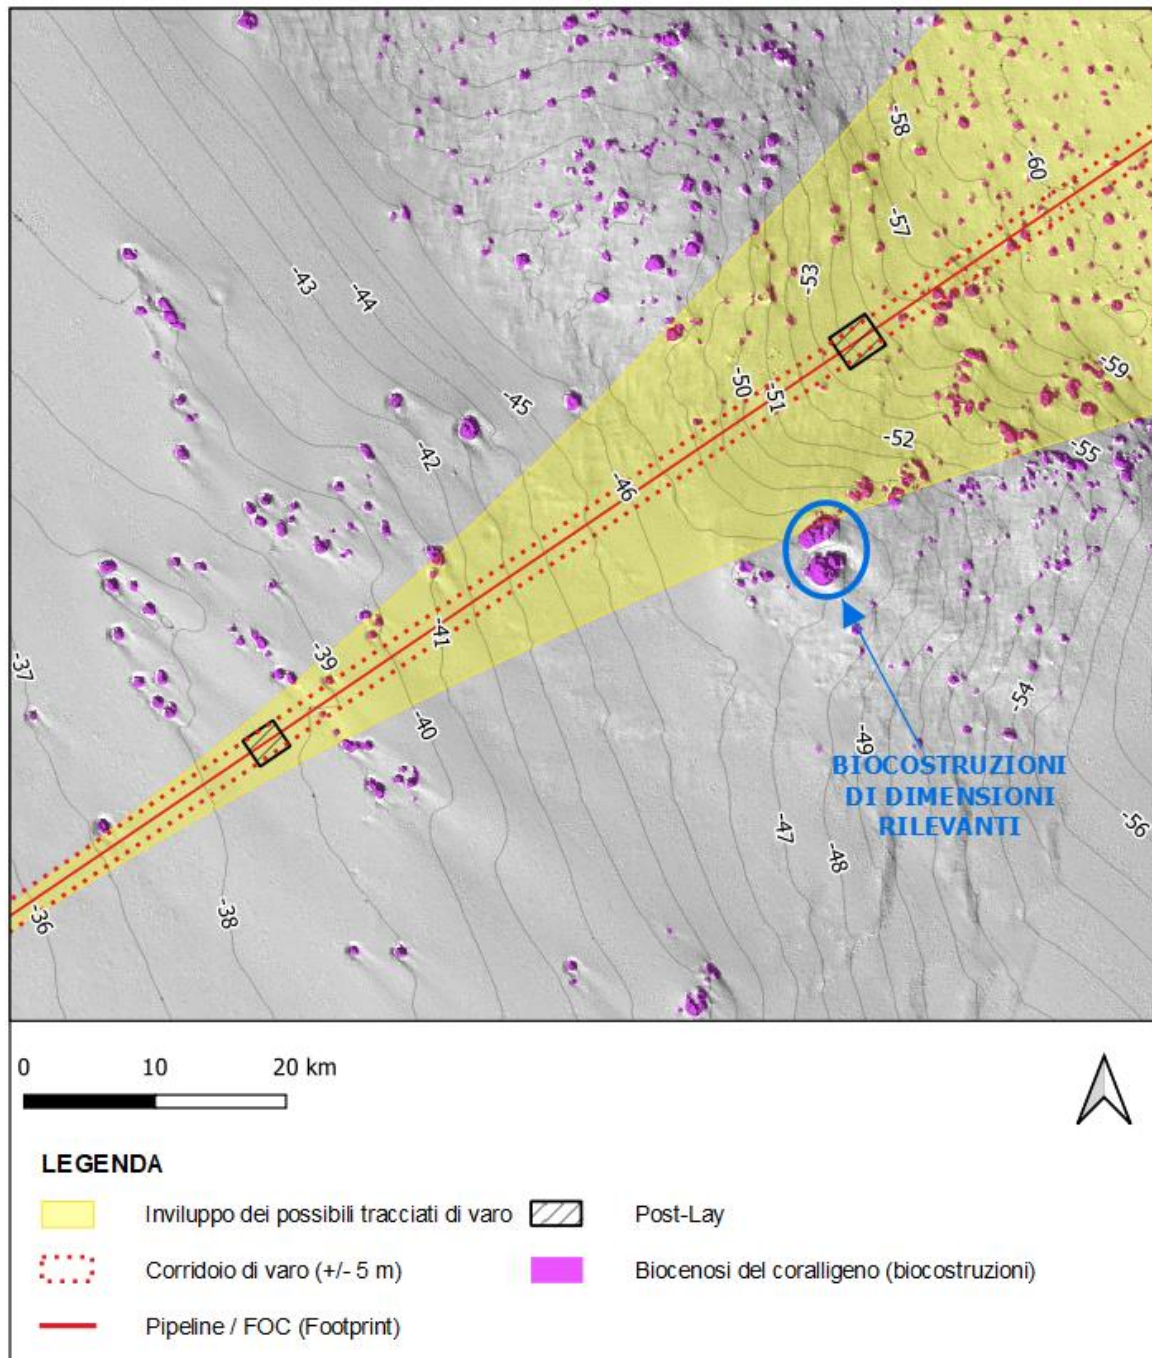 -58
-60
-57
-53
-43
-44
-59
-50
-51
-45
-52
-42
-55
-46
-41
-39
-37
-54
-40
-49
BIOCOSTRUZIONI
DI DIMENSIONI
RILEVANTI
-56
-47
-48
-36
-38
0 10 20 km
LEGENDA
Inviluppo dei possibili tracciati di varo
Post-Lay
Corridoio di varo (+/- 5 m)
Biocenosi del coralligeno (biocostruzioni)
Pipeline / FOC (Footprint)